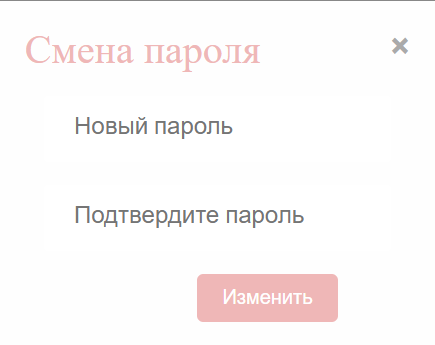 Смена пароля
Новый пароль
Подтвердите пароль
Изменить